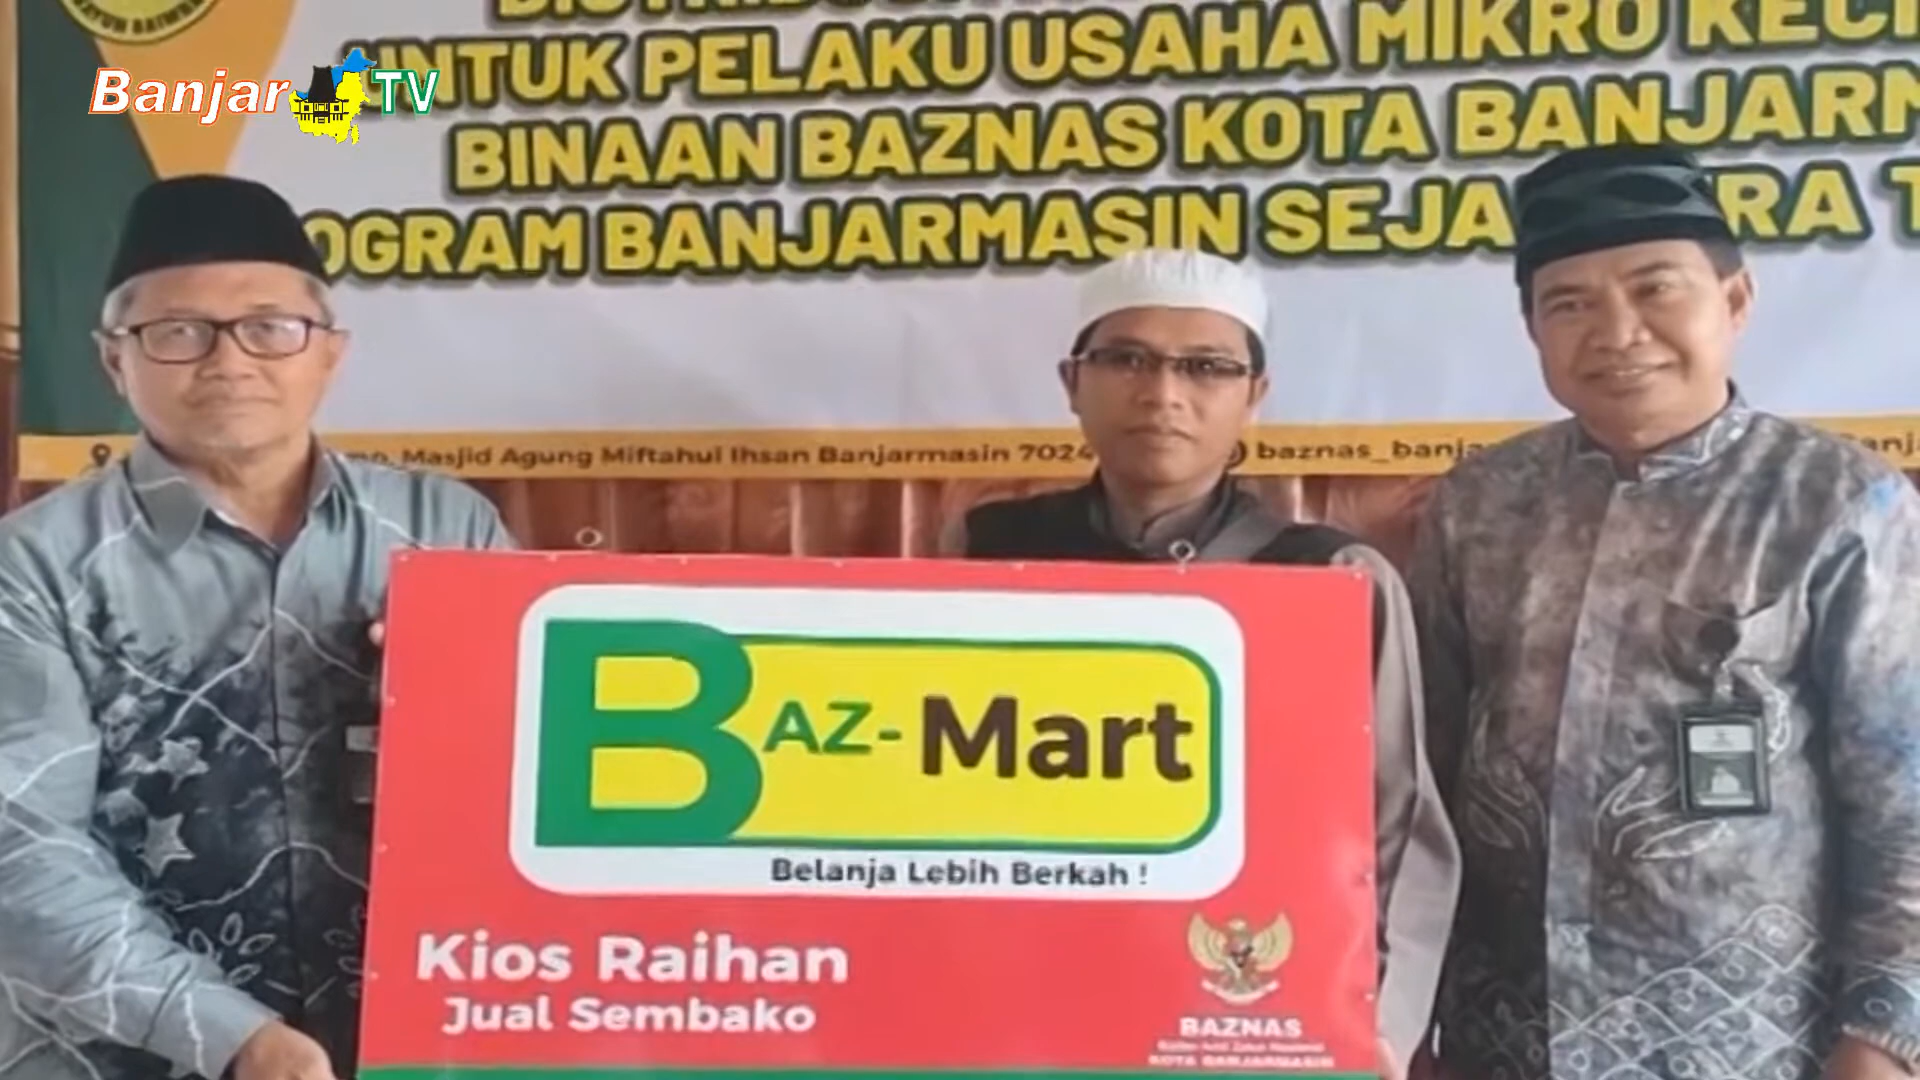 Banjar TV
UNTUK PELAKU USAHA MIKRO
BINAAN BAZNAS KOTA BANJARM
OGRAM BANJARMASIN SEJA RA T
Masjid Agung Miftahul Ihsan Banjarmasin 7024 baznas_banja
BAZ-Mart
Belanja Lebih Berkah !
Kios Raihan
Jual Sembako
BAZNAS
KOTA BANJARMASIN